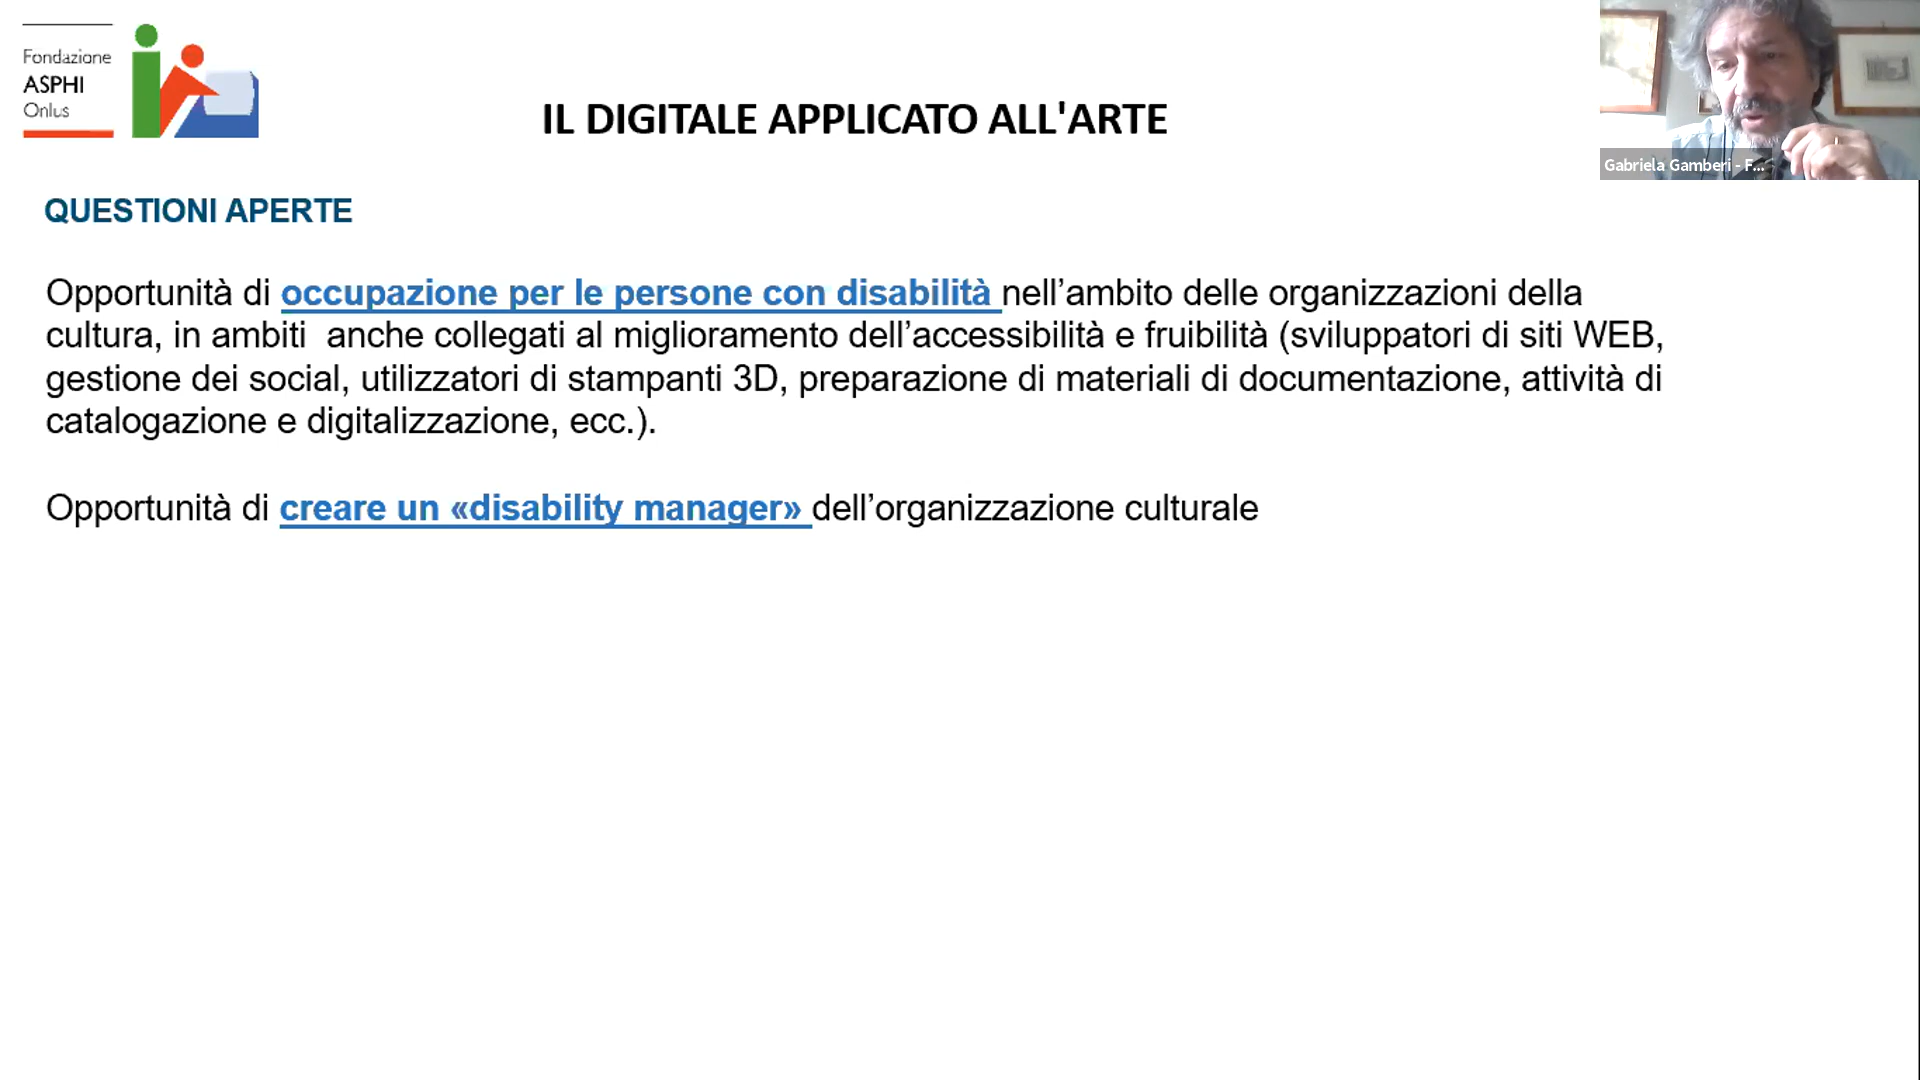 Fondazione
ASPHI
Onlus
IL DIGITALE APPLICATO ALL'ARTE
Gabriela Gamberi - F...
QUESTIONI APERTE
Opportunità di occupazione per le persone con disabilità nell’ambito delle organizzazioni della
cultura, in ambiti  anche collegati al miglioramento dell’accessibilità e fruibilità (sviluppatori di siti WEB,
gestione dei social, utilizzatori di stampanti 3D, preparazione di materiali di documentazione, attività di
catalogazione e digitalizzazione, ecc.).
Opportunità di creare un «disability manager» dell’organizzazione culturale